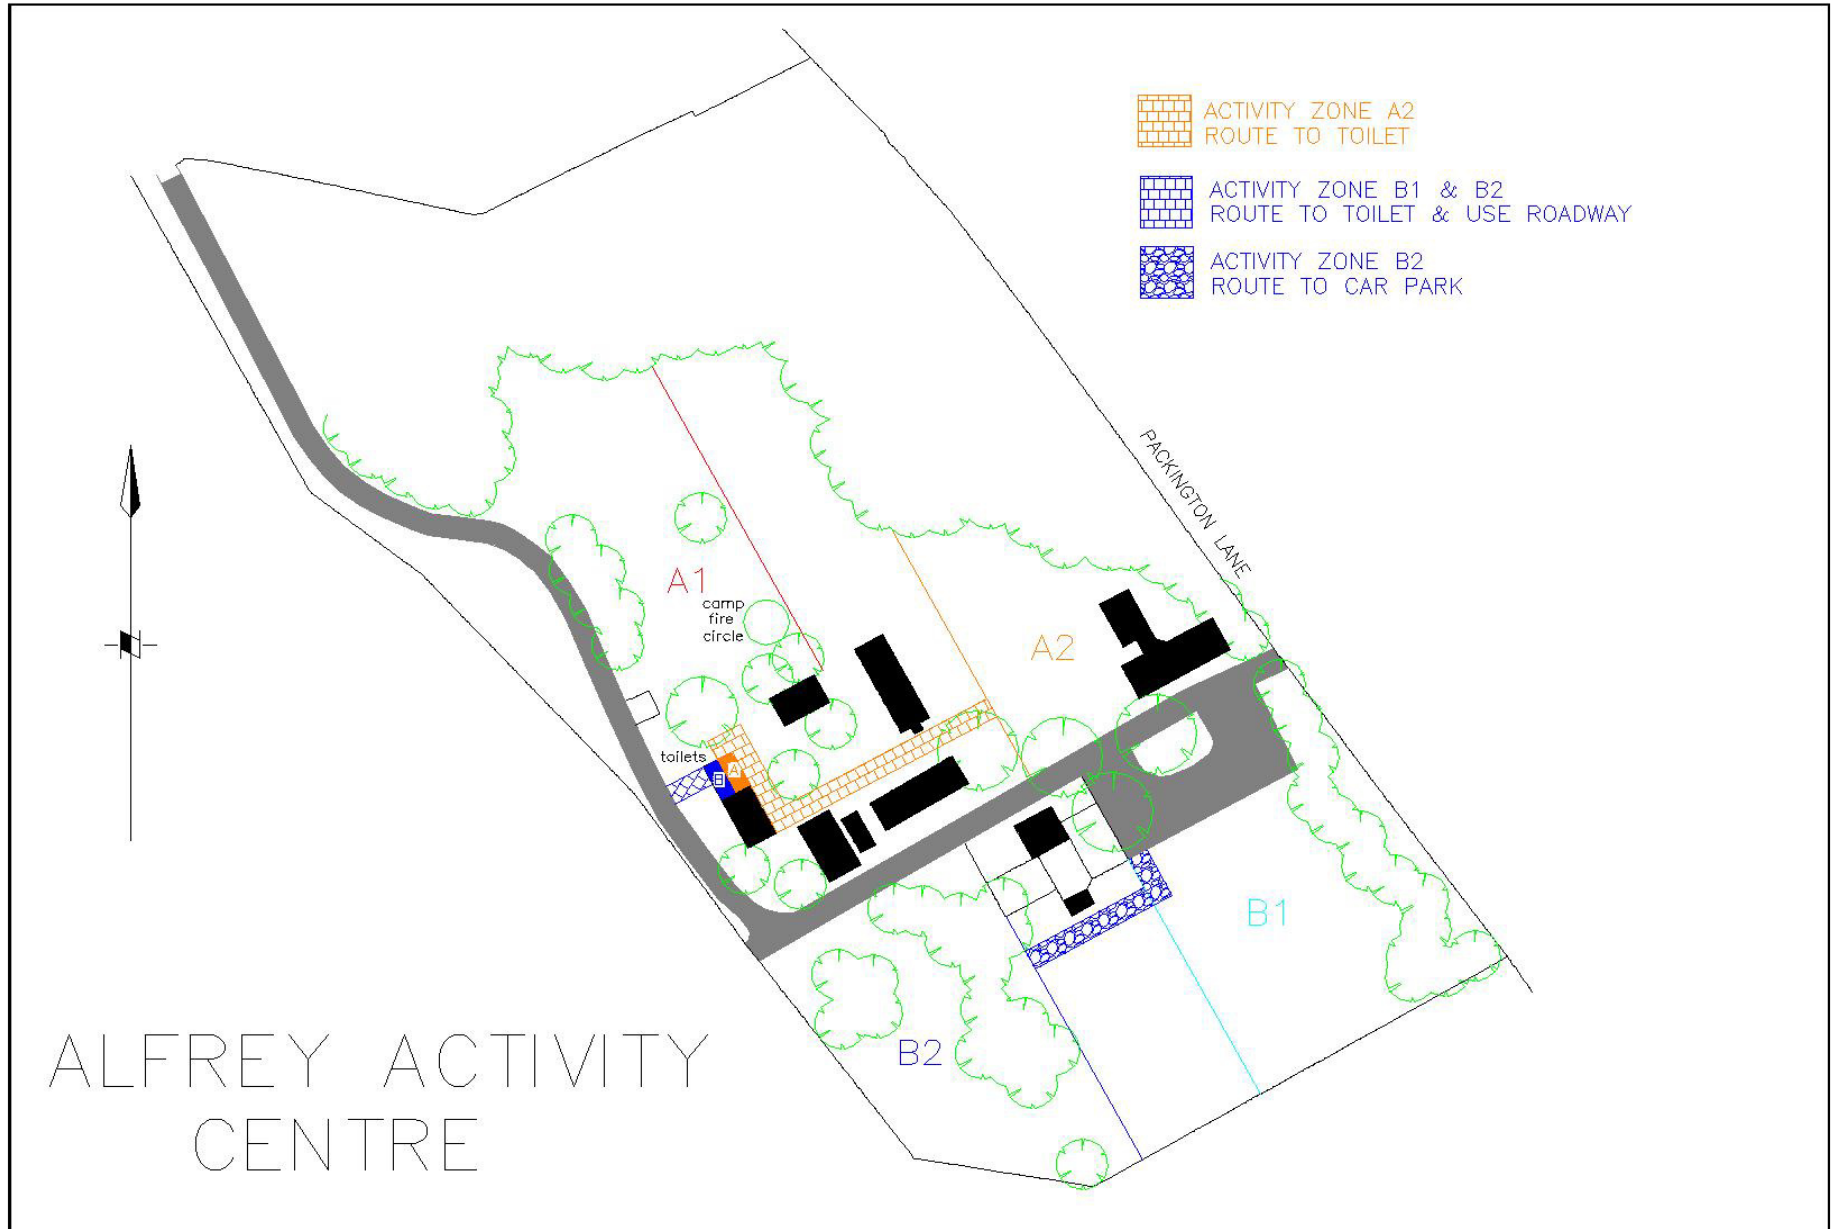 ACTIVITY ZONE A2
ROUTE TO TOILET
ACTIVITY ZONE B1 & B2
ROUTE TO TOILET & USE ROADWAY
ACTIVITY ZONE B2
ROUTE TO CAR PARK
PACKINGTON LANE
A1
camp
fire
circle
A2
toilets
A
B
B1
B2
ALFREY ACTIVITY
CENTRE
N